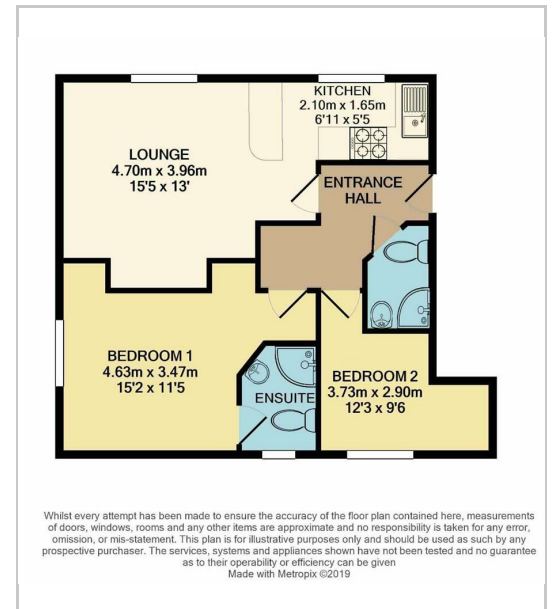 KITCHEN
2.10m x 1.65m
6'11 x 5'5
LOUNGE
4.70m x 3.96m
15'5 x 13'
ENTRANCE
HALL
BEDROOM 1
4.63m x 3.47m
15'2 x 11'5
ENSUITE
BEDROOM 2
3.73m x 2.90m
12'3 x 9'6
Whilst every attempt has been made to ensure the accuracy of the floor plan contained here, measurements
of doors, windows, rooms and any other items are approximate and no responsibility is taken for any error,
omission, or mis-statement. This plan is for illustrative purposes only and should be used as such by any
prospective purchaser. The services, systems and appliances shown have not been tested and no guarantee
as to their operability or efficiency can be given
Made with Metropix ©2019